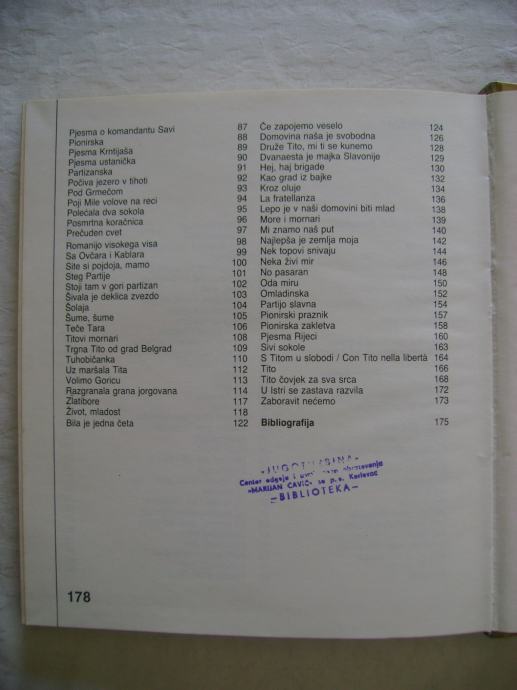 Pjesma o komandantu Savi 87
Pionirska 88
Pjesma Krntijaša 89
Pjesma ustanička 90
Partizanska 91
Počiva jezero v tihoti 92
Pod Grmečom 93
Poji Mile volove na reci 94
Polećala dva sokola 95
Posmrtna koračnica 96
Prečuden cvet 97
Romanijo visokega visa 98
Sa Ovčara i Kablara 99
Site si pojdoja, mamo 100
Steg Partije 101
Stoji tam v gori partizan 102
Šivala je deklica zvezdo 103
Šolaja 104
Šume, šume 105
Teče Tara 106
Titovi mornari 108
Trgna Tito od grad Belgrad 109
Tuhobičanka 110
Uz maršala Tita 112
Volimo Goricu 113
Razgranala grana jorgovana 114
Zlatibore 117
Život, mladost 118
Bila je jedna četa 122
Če zapojemo veselo 124
Domovina naša je svobodna 126
Druže Tito, mi ti se kunemo 128
Dvanaesta je majka Slavonije 129
Hej, haj brigade 130
Kao grad iz bajke 132
Kroz oluje 134
La fratellanza 136
Lepo je v naši domovini biti mlad 138
More i mornari 139
Mi znamo naš put 140
Najlepša je zemlja moja 142
Nek topovi snivaju 144
Neka živi mir 146
No pasaran 148
Oda miru 150
Omladinska 152
Partijo slavna 154
Pionirski praznik 157
Pionirska zakletva 158
Pjesma Rijeci 160
Sivi sokole 163
S Titom u slobodi / Con Tito nella libertà 164
Tito 166
Tito čovjek za sva srca 168
U Istri se zastava razvila 172
Zaboravit nećemo 173
Bibliografija 175
Centar odgoja i
»MARIJAN ČAVIĆ« sa p.o. Karlovac
–BIBLIOTEKA–
178